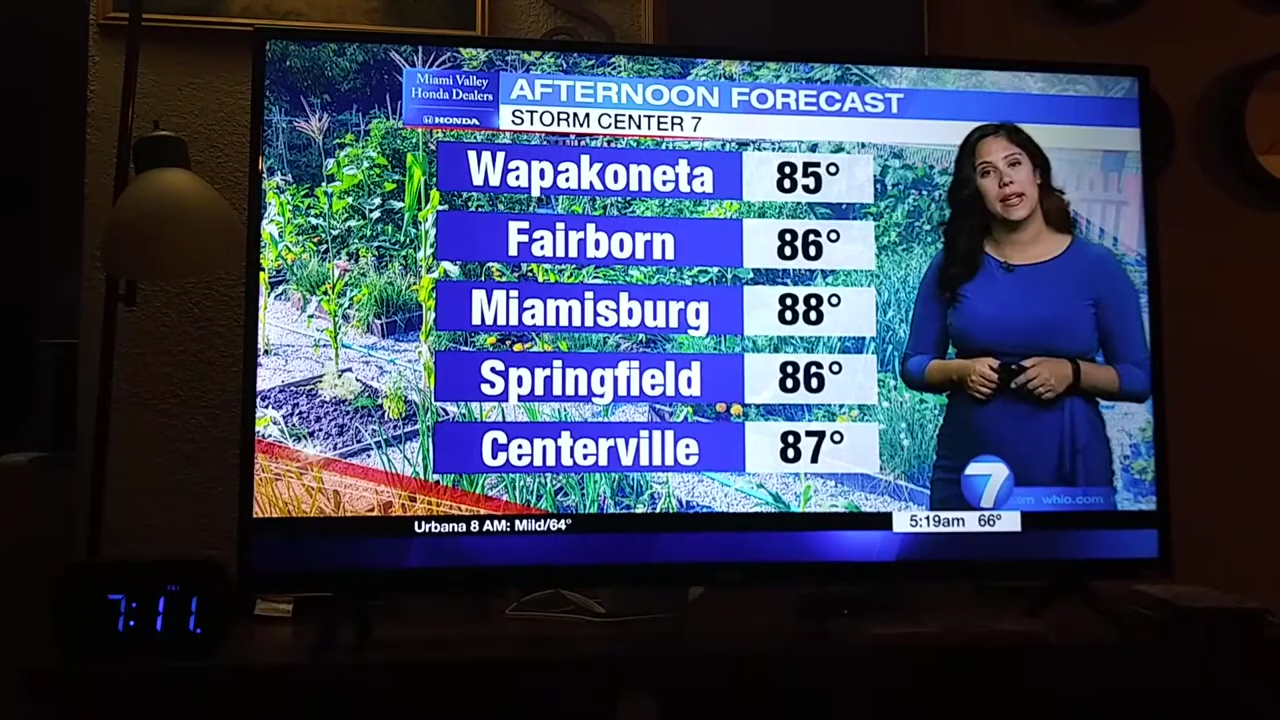 Miami Valley
Honda Dealers
HONDA
AFTERNOON FORECAST
STORM CENTER 7
Wapakoneta 85°
Fairborn 86°
Miamisburg 88°
Springfield 86°
Centerville 87°
7
whio.com
Urbana 8 AM: Mild/64°
5:19am 66°
7:11